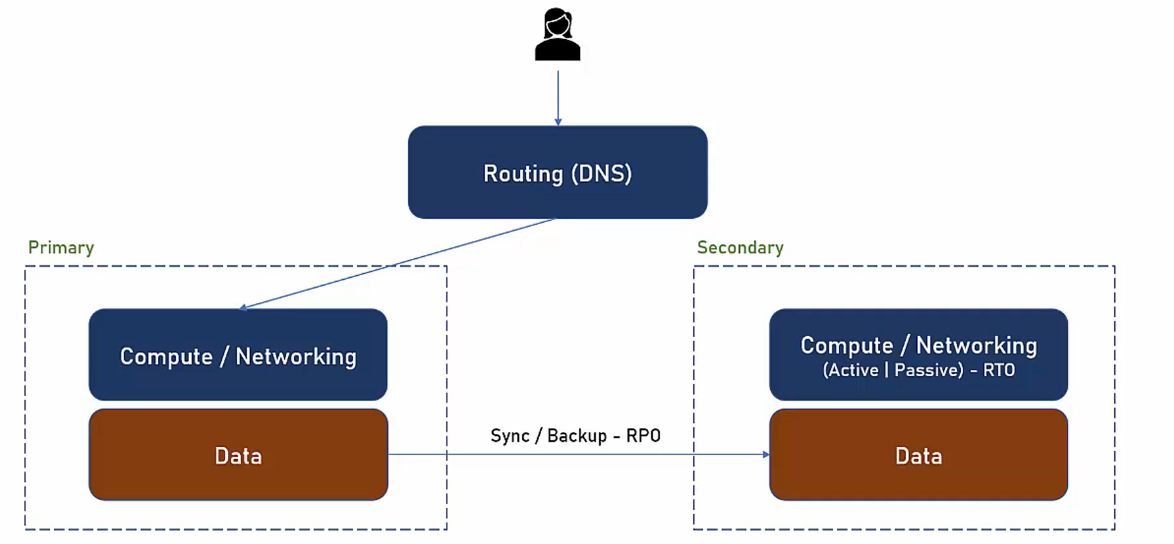 Routing (DNS)
Primary
Secondary
Compute / Networking
Compute / Networking
(Active | Passive) - RTO
Sync / Backup - RPO
Data
Data